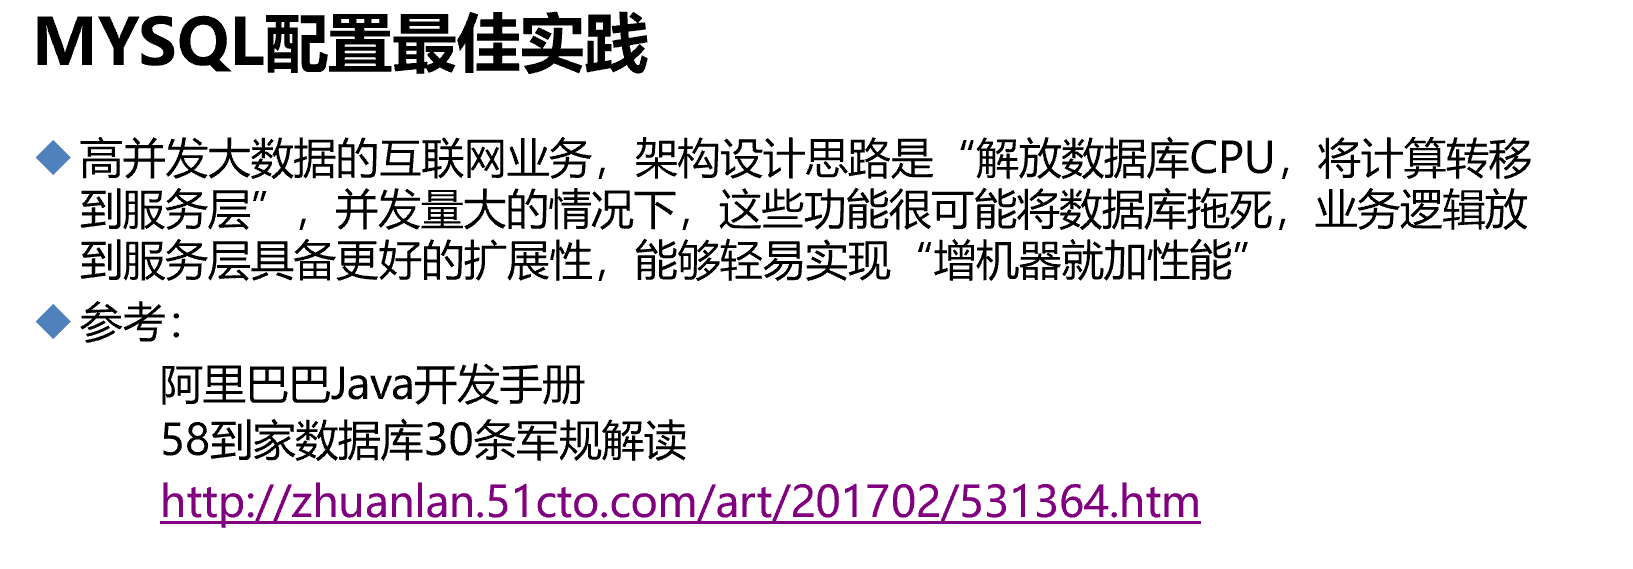 MYSQL配置最佳实践
高并发大数据的互联网业务，架构设计思路是“解放数据库CPU，将计算转移
到服务层”，并发量大的情况下，这些功能很可能将数据库拖死，业务逻辑放
到服务层具备更好的扩展性，能够轻易实现“增机器就加性能”
参考：
阿里巴巴Java开发手册
58到家数据库30条军规解读
http://zhuanlan.51cto.com/art/201702/531364.htm